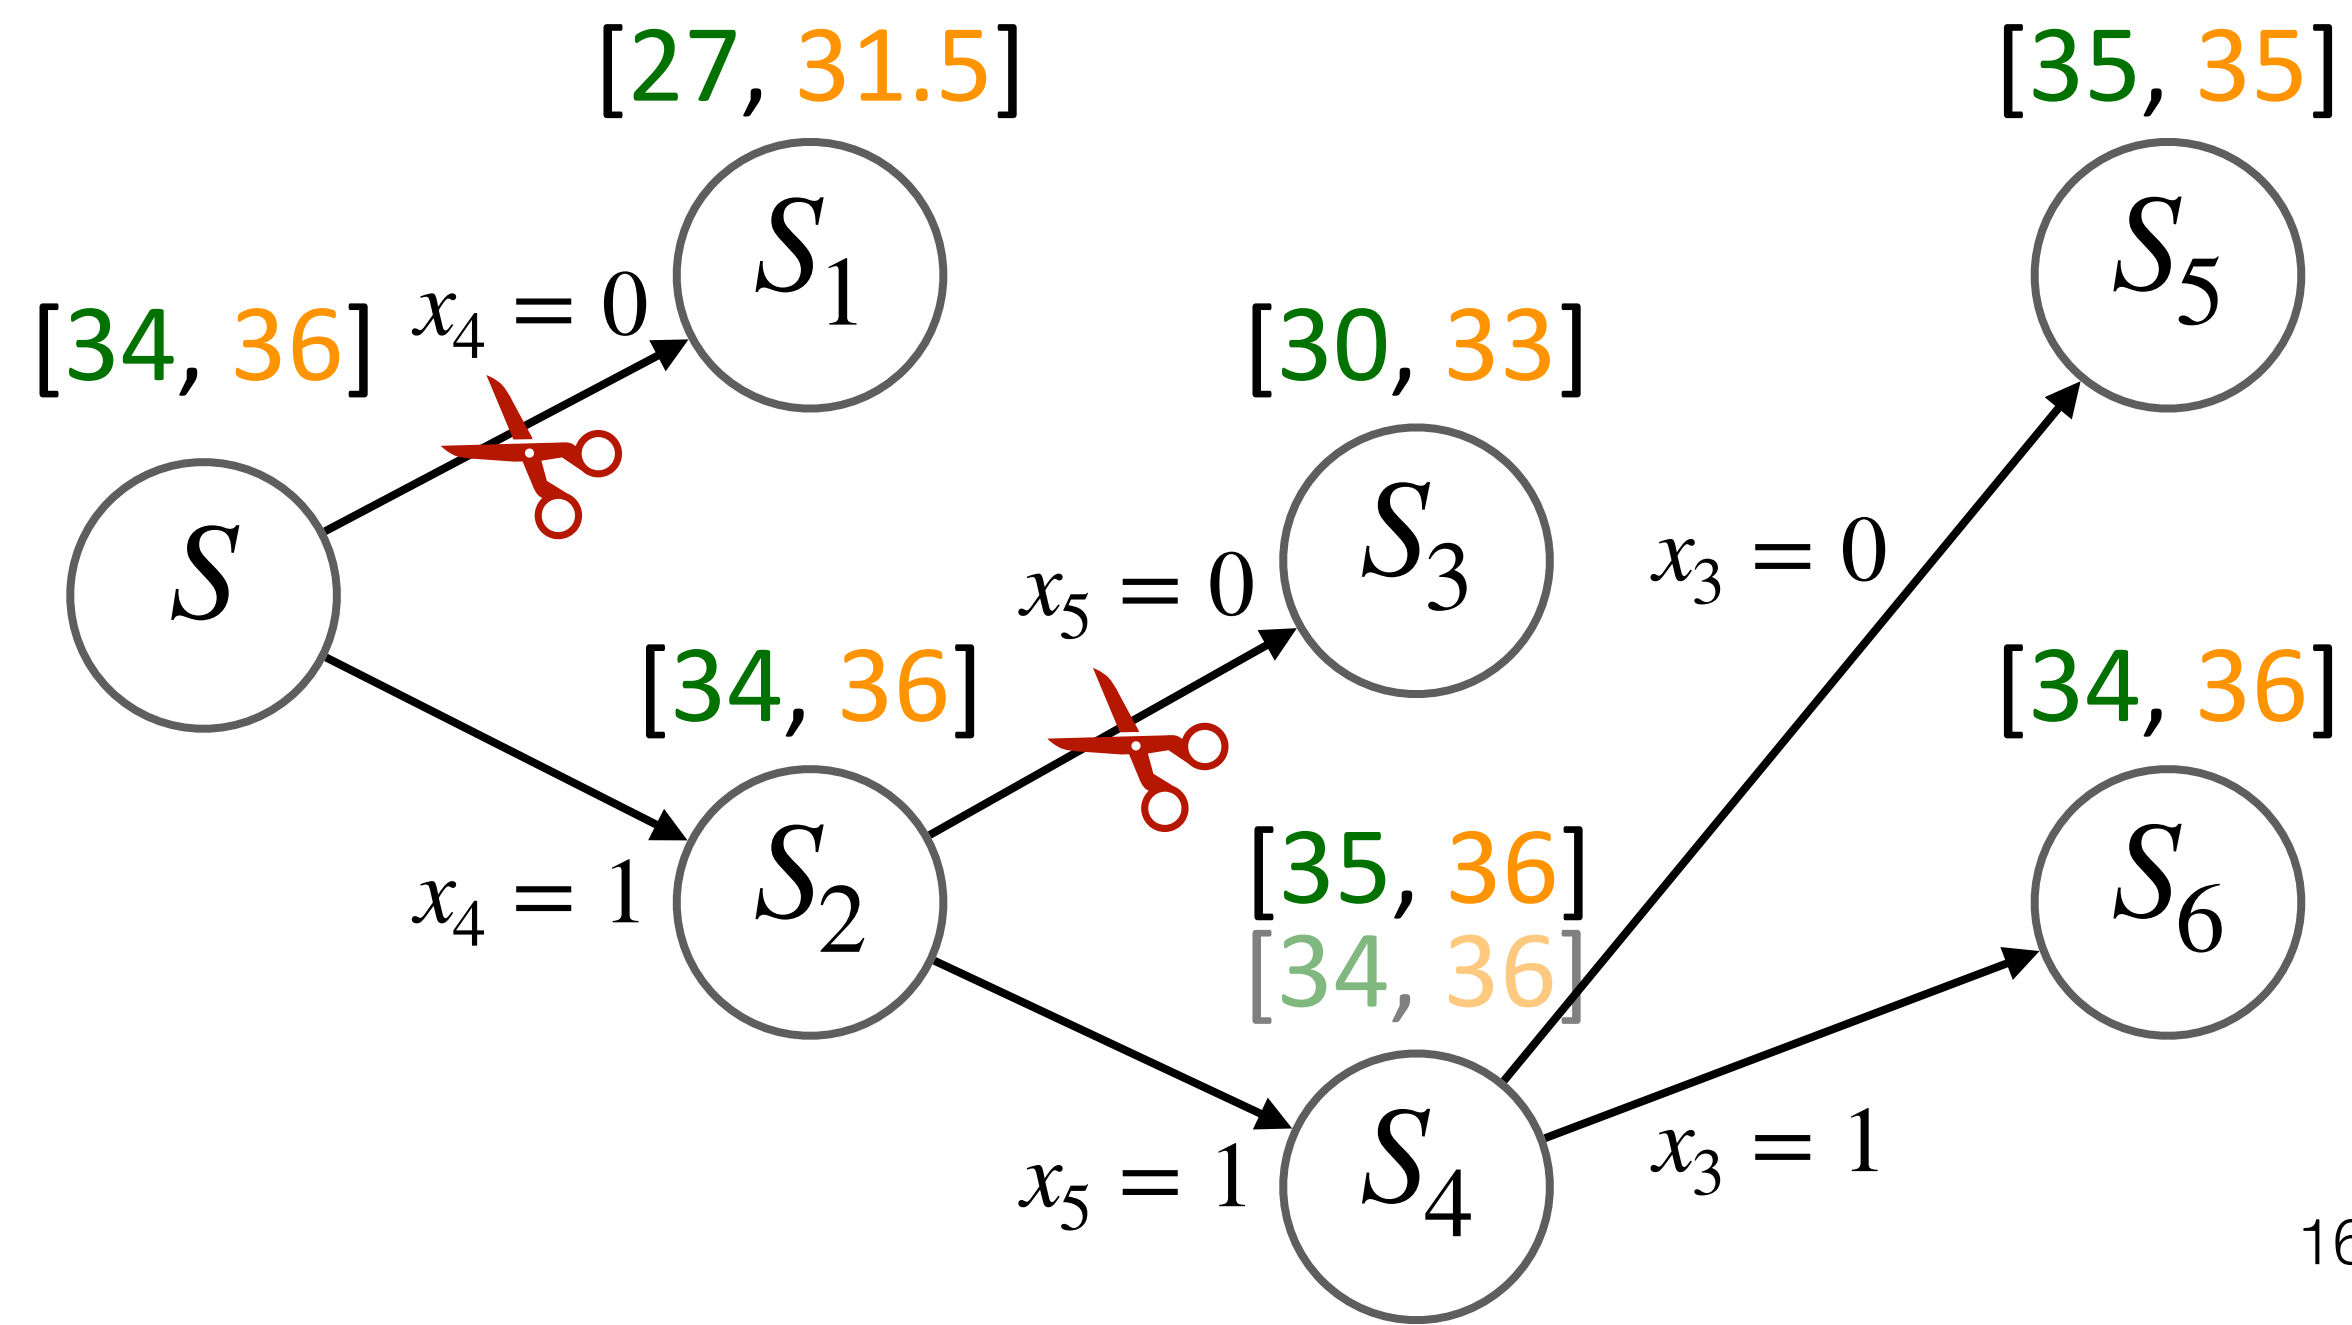 [27, 31.5]
[35, 35]
S₁
S₅
x₄ = 0
[34, 36]
[30, 33]
S
S₃
x₅ = 0
x₃ = 0
[34, 36]
[34, 36]
S₂
S₆
x₄ = 1
[35, 36]
[34, 36]
S₄
x₅ = 1
x₃ = 1
16